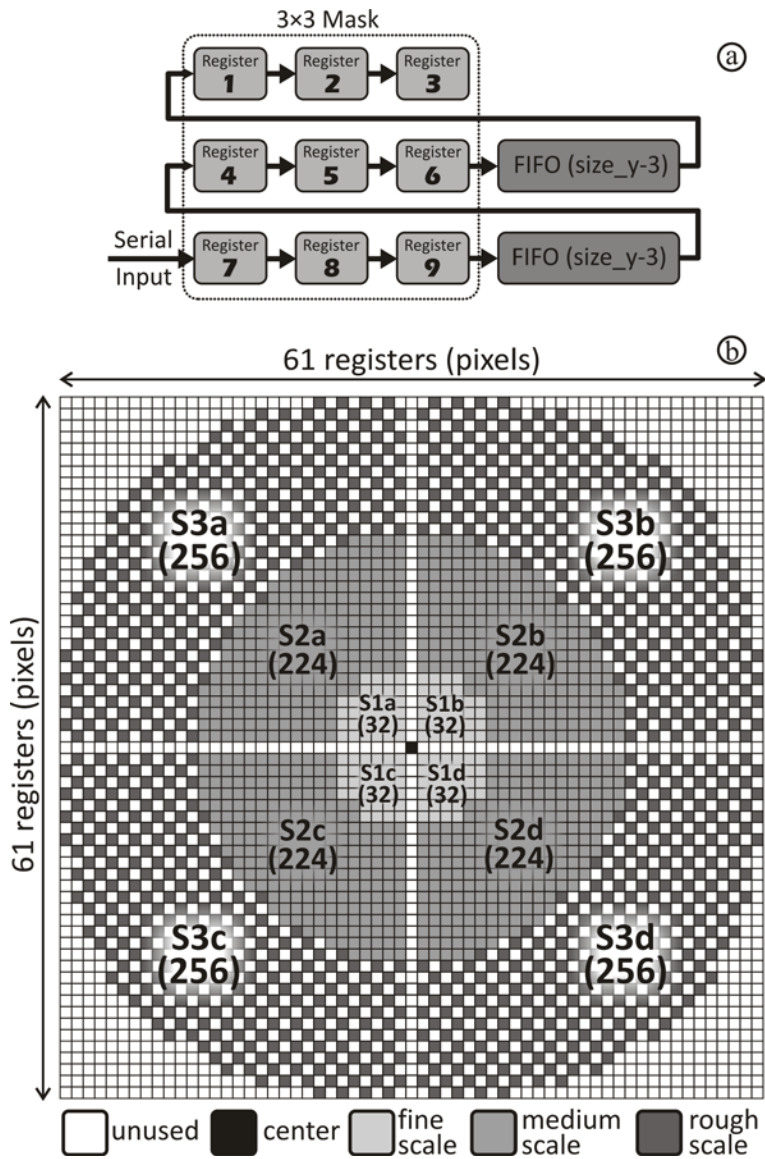 3×3 Mask
a
Register Register Register
1 2 3
Register Register Register
4 5 6
FIFO (size_y-3)
Serial
Input
Register Register Register
7 8 9
FIFO (size_y-3)
b
61 registers (pixels)
61 registers (pixels)
S3a
(256)
S3b
(256)
S2a
(224)
S2b
(224)
S1a
(32)
S1b
(32)
S1c
(32)
S1d
(32)
S2c
(224)
S2d
(224)
S3c
(256)
S3d
(256)
unused
center
fine
scale
medium
scale
rough
scale